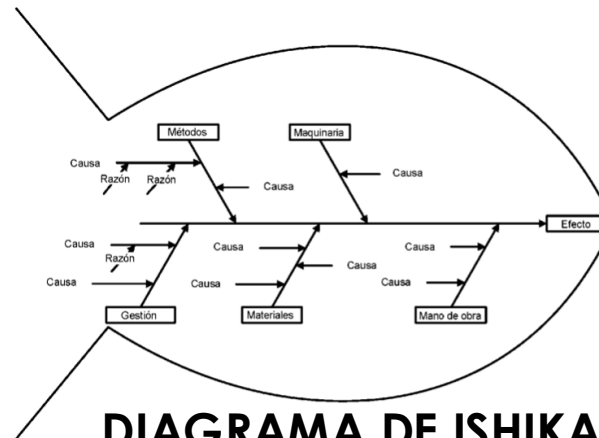 Métodos
Maquinaria
Causa
Razón
Razón
Causa
Causa
Efecto
Causa
Razón
Causa
Causa
Causa
Causa
Causa
Causa
Causa
Gestión
Materiales
Mano de obra
DIAGRAMA DE ISHIKA